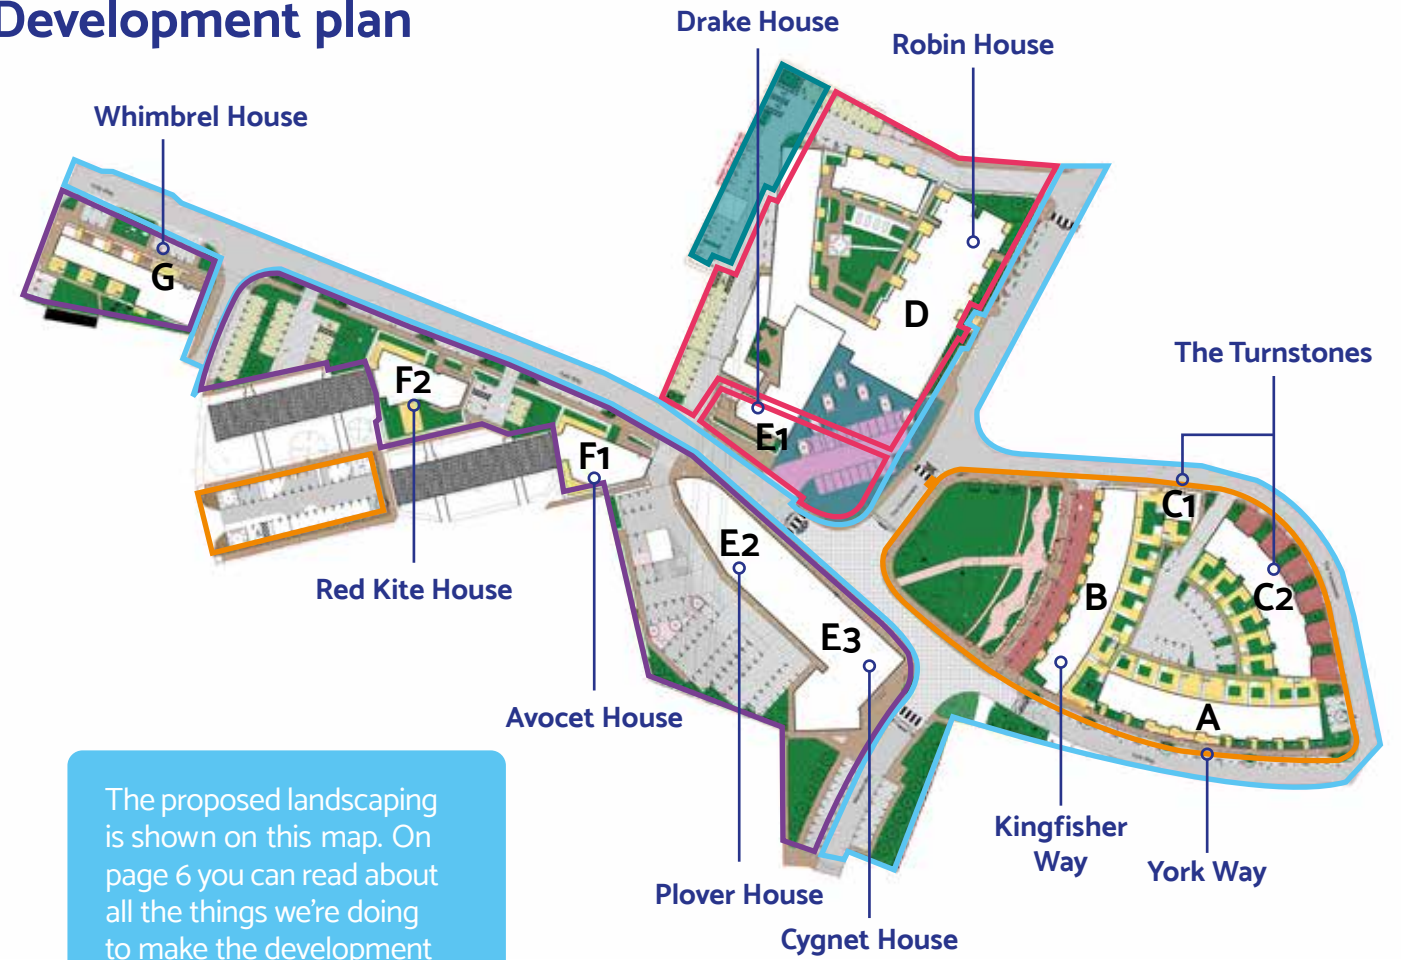 Development plan
Drake House
Robin House
Whimbrel House
G
D
The Turnstones
F2
E1
F1
C1
E2
B
C2
Red Kite House
E3
Avocet House
A
Kingfisher
Way
York Way
Plover House
Cygnet House
The proposed landscaping
is shown on this map. On
page 6 you can read about
all the things we're doing
to make the development